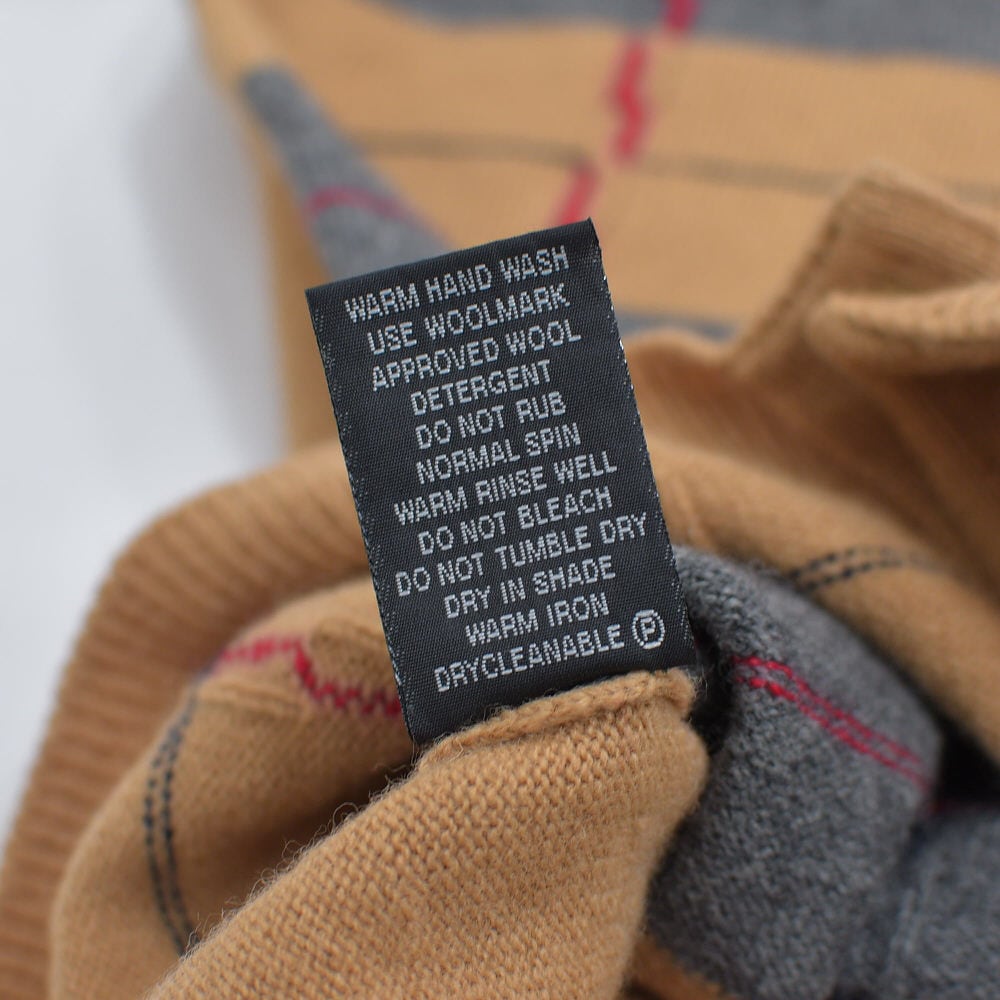 WARM HAND WASH
USE WOOLMARK
APPROVED WOOL
DETERGENT
DO NOT RUB
NORMAL SPIN
WARM RINSE WELL
DO NOT BLEACH
DO NOT TUMBLE DRY
DRY IN SHADE
WARM IRON
DRYCLEANABLE Ⓟ